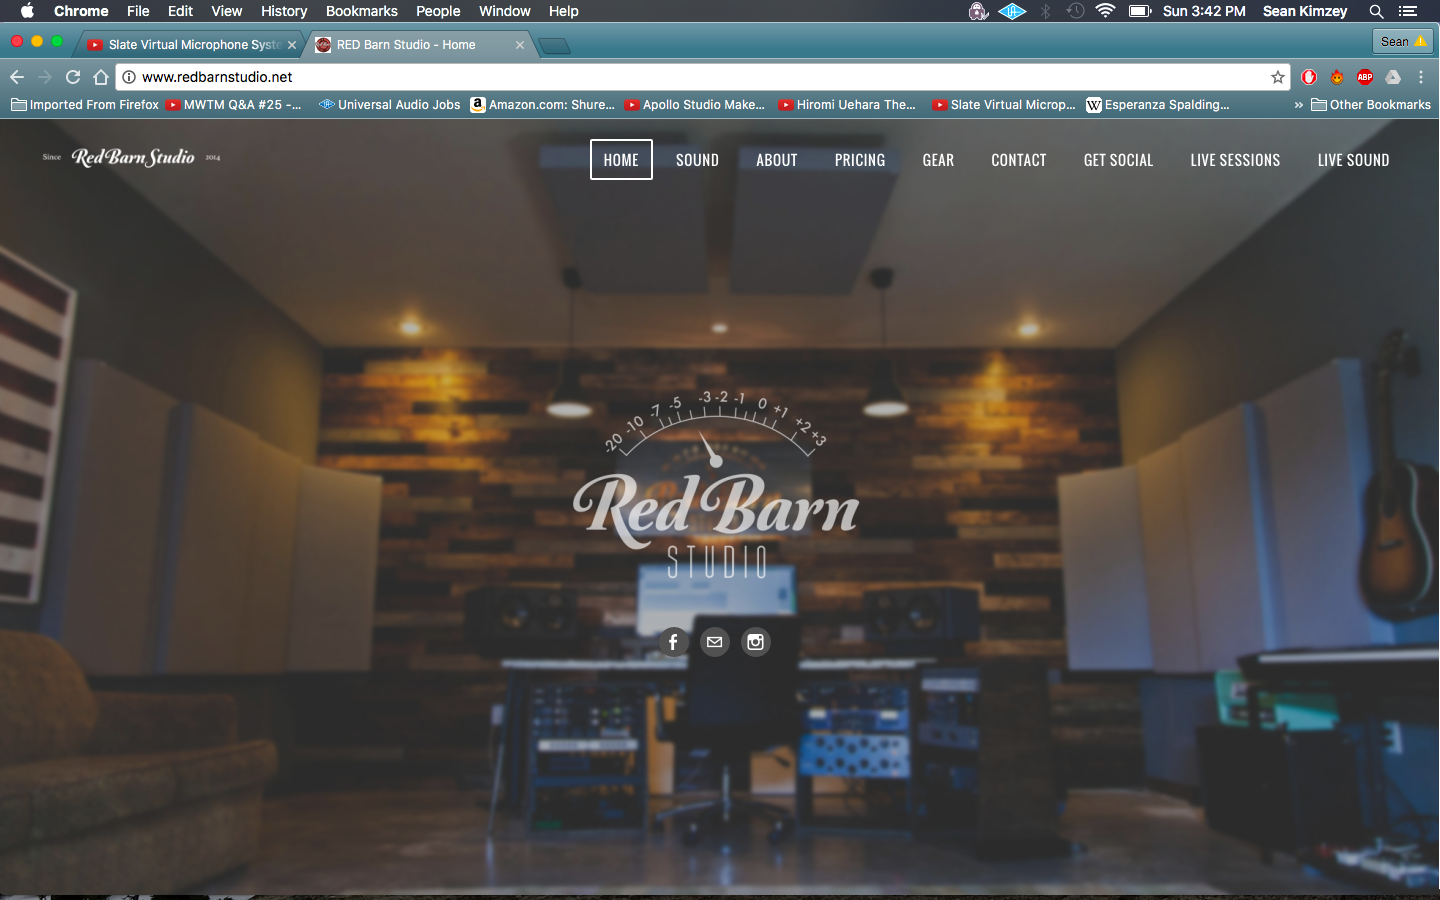 Chrome File Edit View History Bookmarks People Window Help Sun 3:42 PM Sean Kimzey
Slate Virtual Microphone Syste RED Barn Studio - Home Sean
www.redbarnstudio.net
Imported From Firefox MWTM Q&A #25 -... Universal Audio Jobs Amazon.com: Shure... Apollo Studio Make... Hiromi Uehara The... Slate Virtual Microp... Esperanza Spalding... » Other Bookmarks
Since Red Barn Studio 2014 HOME SOUND ABOUT PRICING GEAR CONTACT GET SOCIAL LIVE SESSIONS LIVE SOUND
-20 -10 -7 -5 -3 -2 -1 0 +1 +2 +3
Red Barn
STUDIO